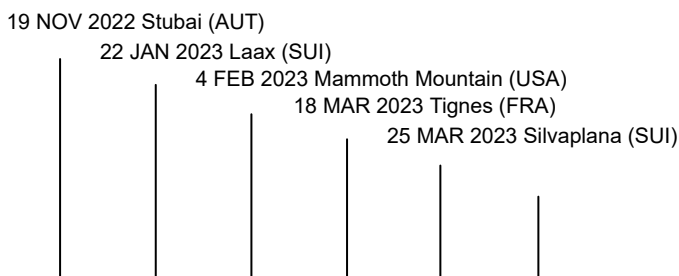 19 NOV 2022 Stubai (AUT)
22 JAN 2023 Laax (SUI)
4 FEB 2023 Mammoth Mountain (USA)
18 MAR 2023 Tignes (FRA)
25 MAR 2023 Silvaplana (SUI)